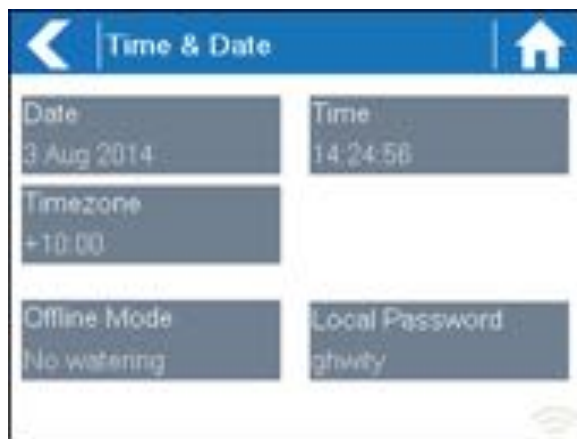 Time & Date
Date
3 Aug 2014
Time
14:24:56
Timezone
+10:00
Offline Mode
No watering
Local Password